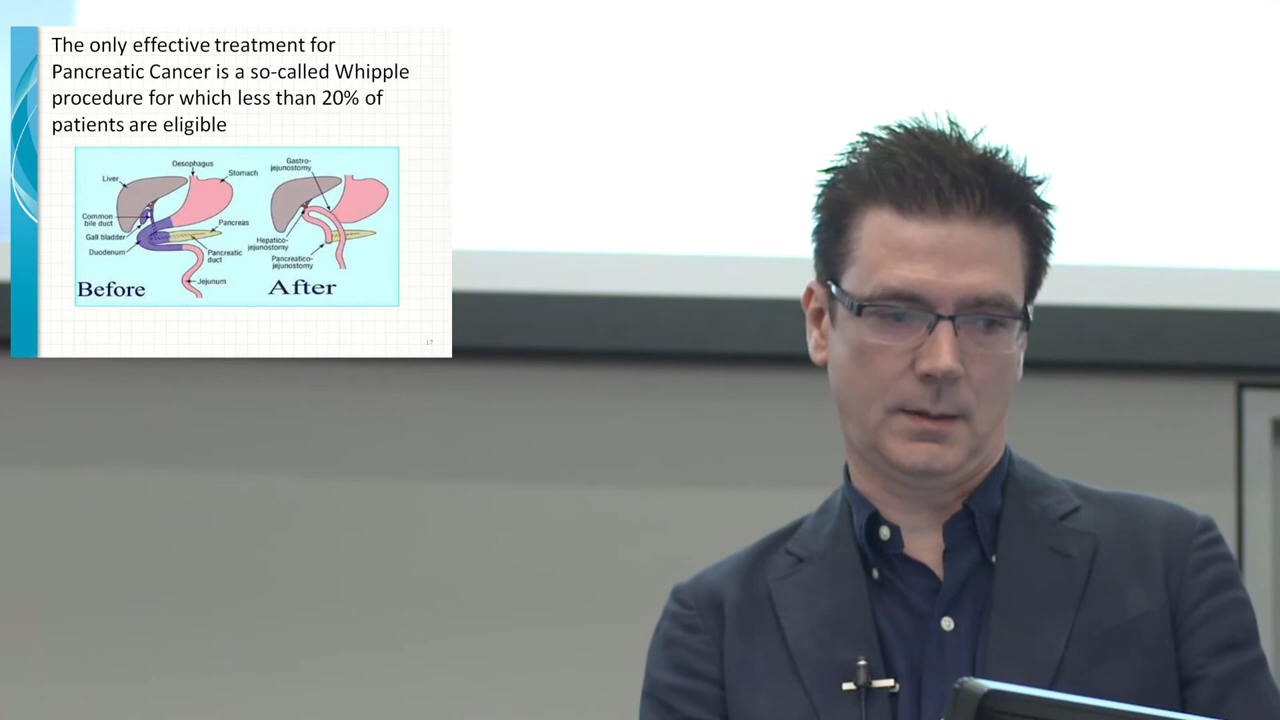 The only effective treatment for
Pancreatic Cancer is a so-called Whipple
procedure for which less than 20% of
patients are eligible
Oesophagus
Liver
Stomach
Common
bile duct
Gall bladder
Duodenum
Pancreas
Pancreatic
duct
Jejunum
Before
Gastro-
jejunostomy
Hepatico-
jejunostomy
Pancreatico-
jejunostomy
After
17